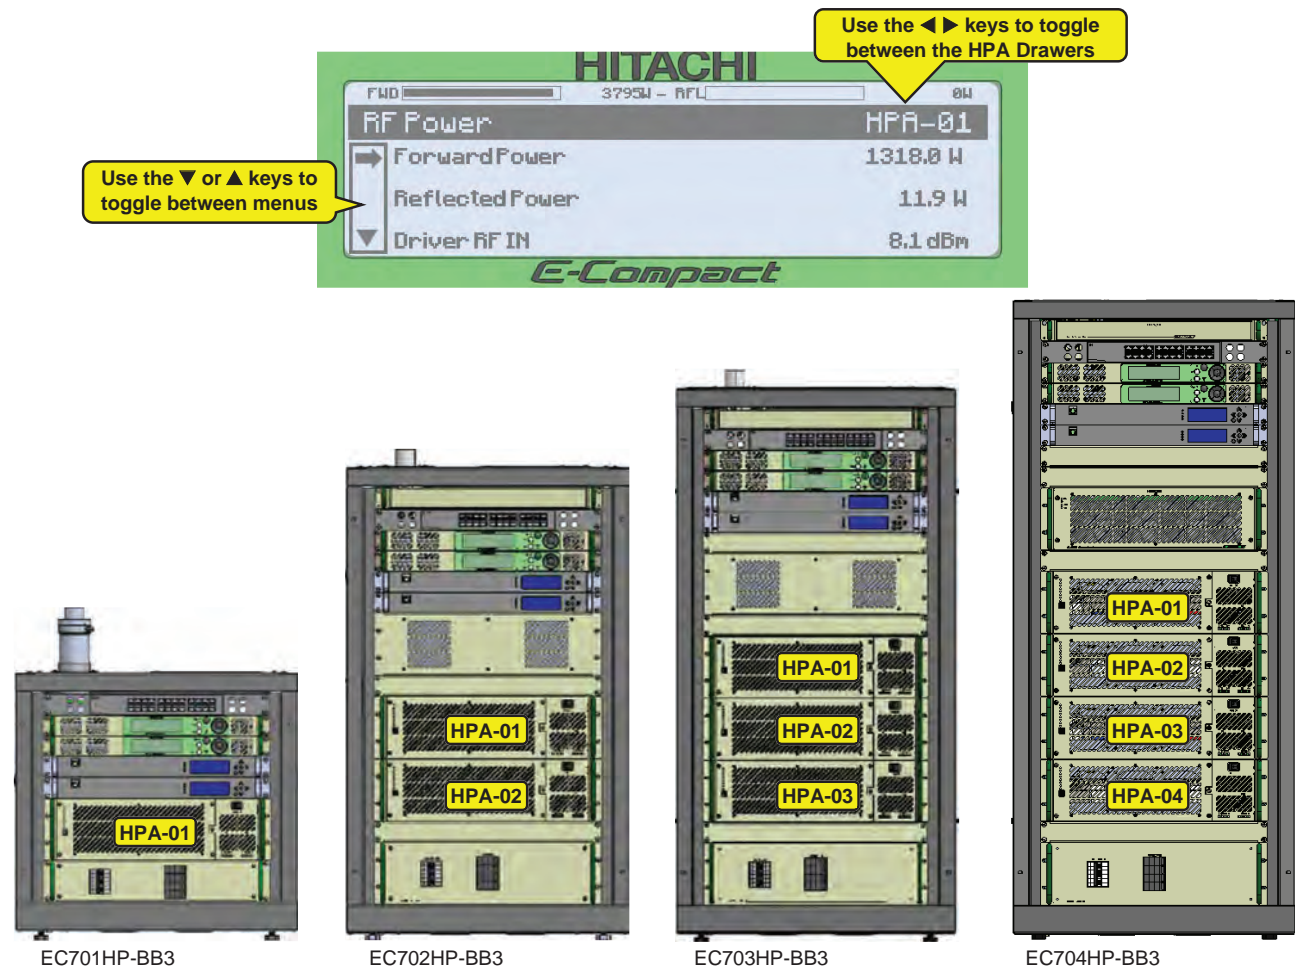 Use the ◀ ▶ keys to toggle
between the HPA Drawers
HITACHI
FWD 3795W - RFL 0W
RF Power HPA-01
Forward Power 1318.0 W
Use the ▼ or ▲ keys to
toggle between menus
Reflected Power 11.9 W
Driver RF IN 8.1 dBm
E-Compact
HPA-01
HPA-01
HPA-02
HPA-01
HPA-02
HPA-03
HPA-01
HPA-02
HPA-03
HPA-04
EC701HP-BB3
EC702HP-BB3
EC703HP-BB3
EC704HP-BB3